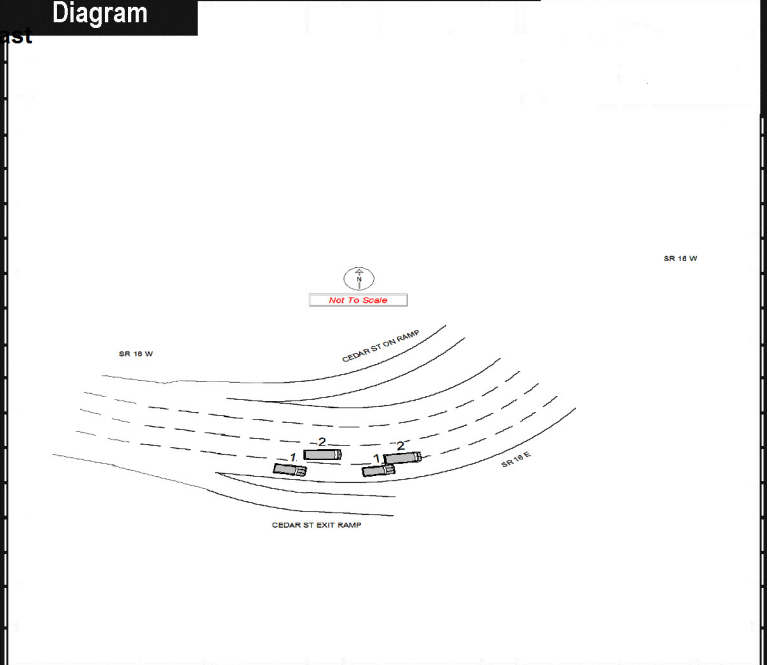 Diagram
ast
SR 16 W
N
Not To Scale
CEDAR ST ON RAMP
SR 16 W
2
2
1
1
SR 16 E
CEDAR ST EXIT RAMP